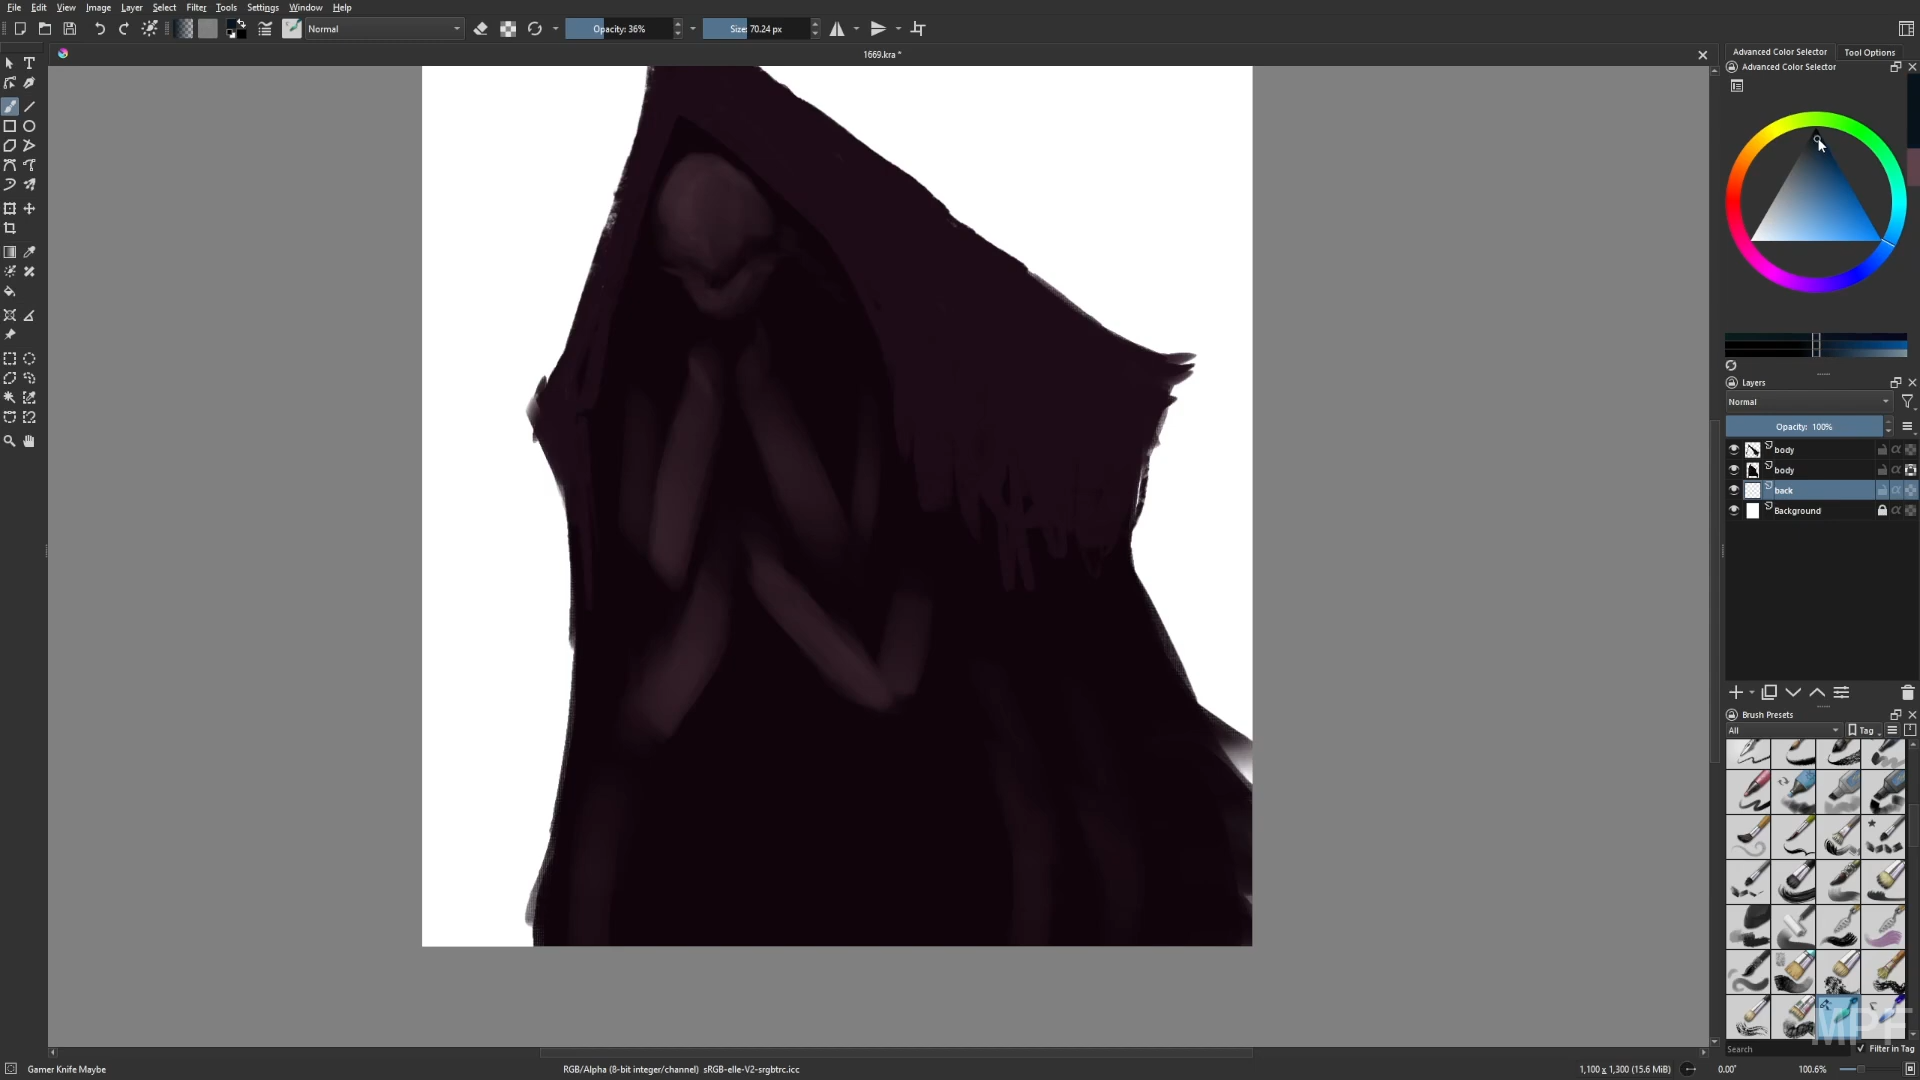 File Edit View Image Layer Select Filter Tools Settings Window Help
Normal Opacity: 36% Size: 70.24 px
1669.kra *
Advanced Color Selector Tool Options
Advanced Color Selector
Layers
Normal
Opacity: 100%
body
body
back
Background
Brush Presets
All Tag
MPF
Search Filter in Tag
Gamer Knife Maybe RGB/Alpha (8-bit integer/channel) sRGB-elle-V2-srgbtrc.icc 1,100 x 1,300 (15.6 MiB) 0.00° 100.6%